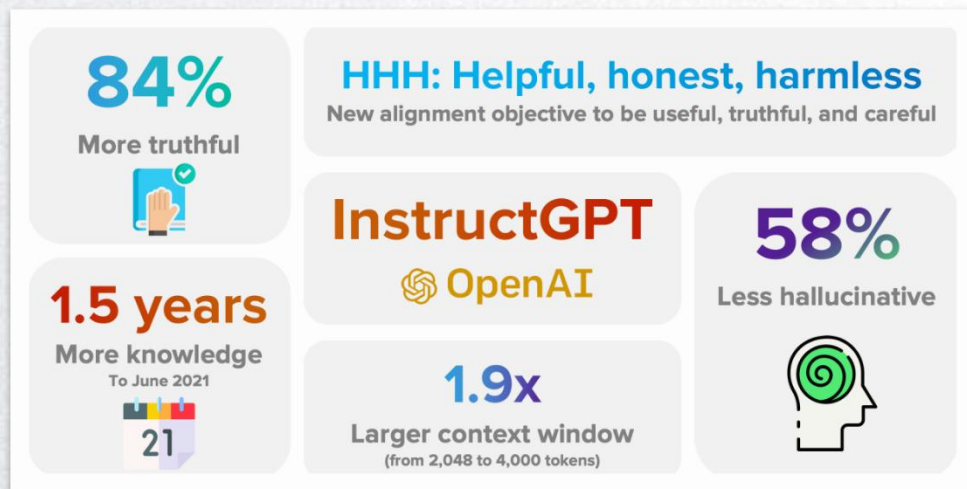 84%
More truthful
HHH: Helpful, honest, harmless
New alignment objective to be useful, truthful, and careful
InstructGPT
OpenAI
58%
Less hallucinative
1.5 years
More knowledge
To June 2021
21
1.9x
Larger context window
(from 2,048 to 4,000 tokens)